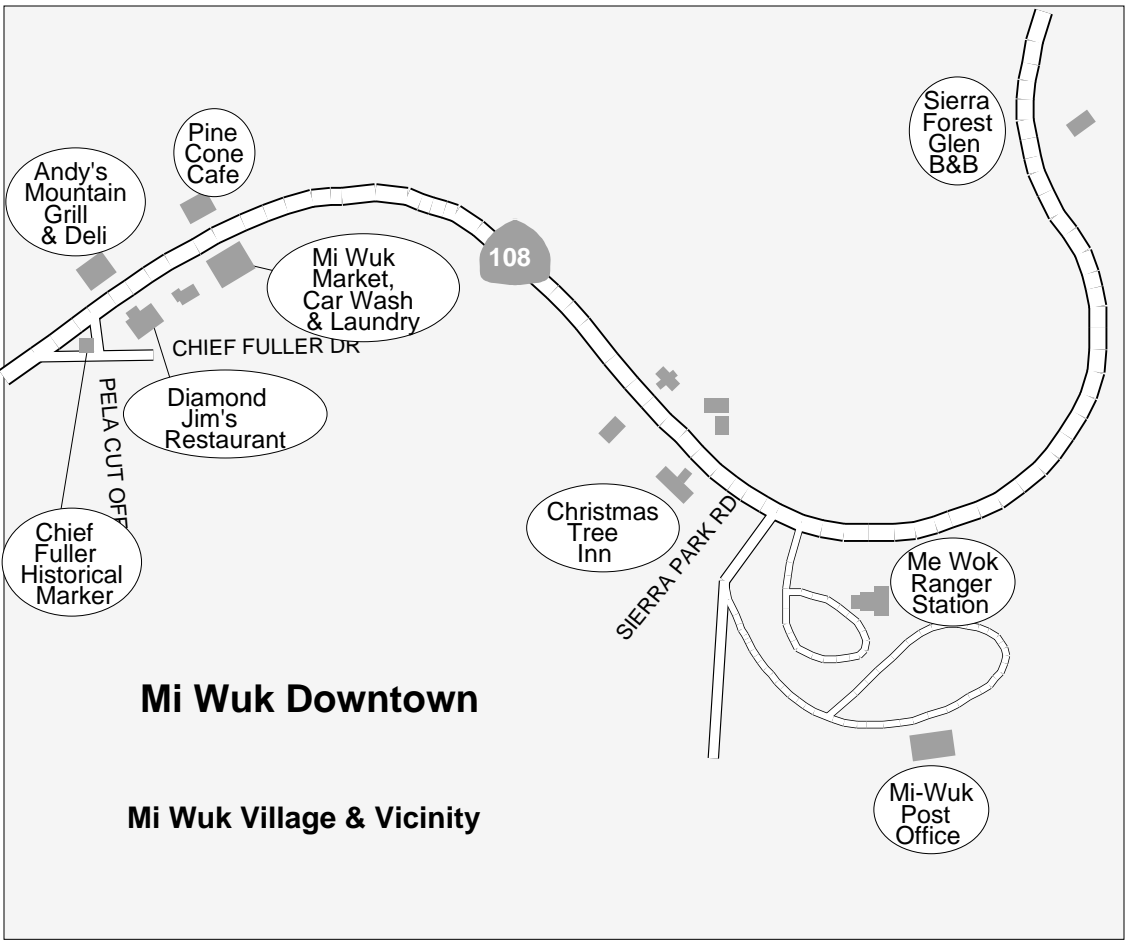 Sierra
Forest
Glen
B&B
Pine
Cone
Cafe
Andy's
Mountain
Grill
& Deli
108
Mi Wuk
Market,
Car Wash
& Laundry
CHIEF FULLER DR
PELA CUT OFF
Diamond
Jim's
Restaurant
Christmas
Tree
Inn
SIERRA PARK RD
Chief
Fuller
Historical
Marker
Me Wok
Ranger
Station
Mi Wuk Downtown
Mi-Wuk
Post
Office
Mi Wuk Village & Vicinity